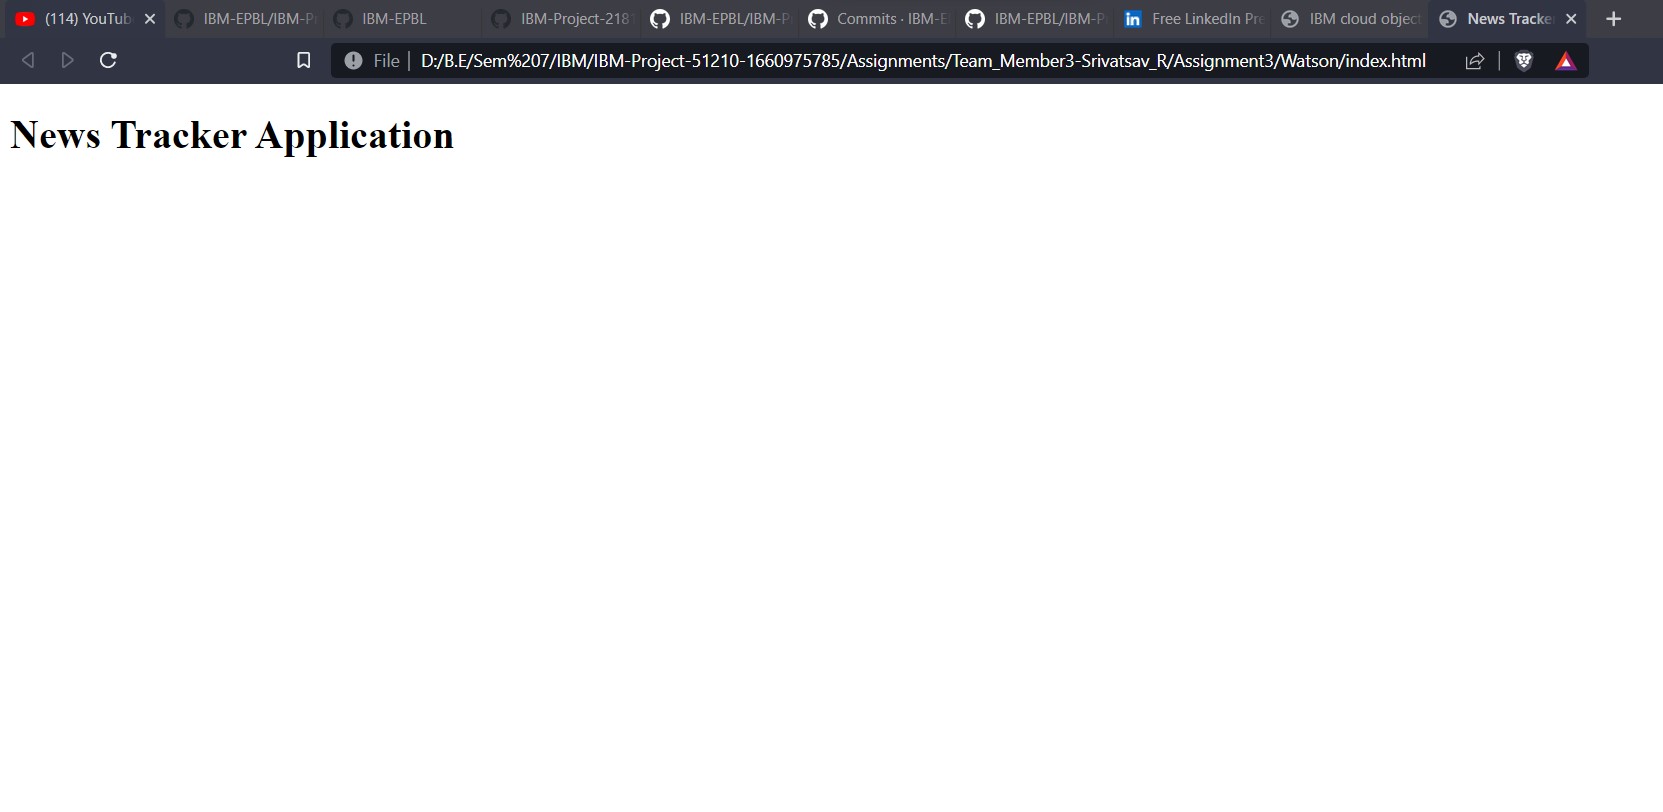 (114) YouTub
IBM-EPBL/IBM-Pr
IBM-EPBL
IBM-Project-2181
IBM-EPBL/IBM-P
Commits · IBM-E
IBM-EPBL/IBM-P
Free LinkedIn Pre
IBM cloud object
News Tracke
File | D:/B.E/Sem%207/IBM/IBM-Project-51210-1660975785/Assignments/Team_Member3-Srivatsav_R/Assignment3/Watson/index.html
News Tracker Application